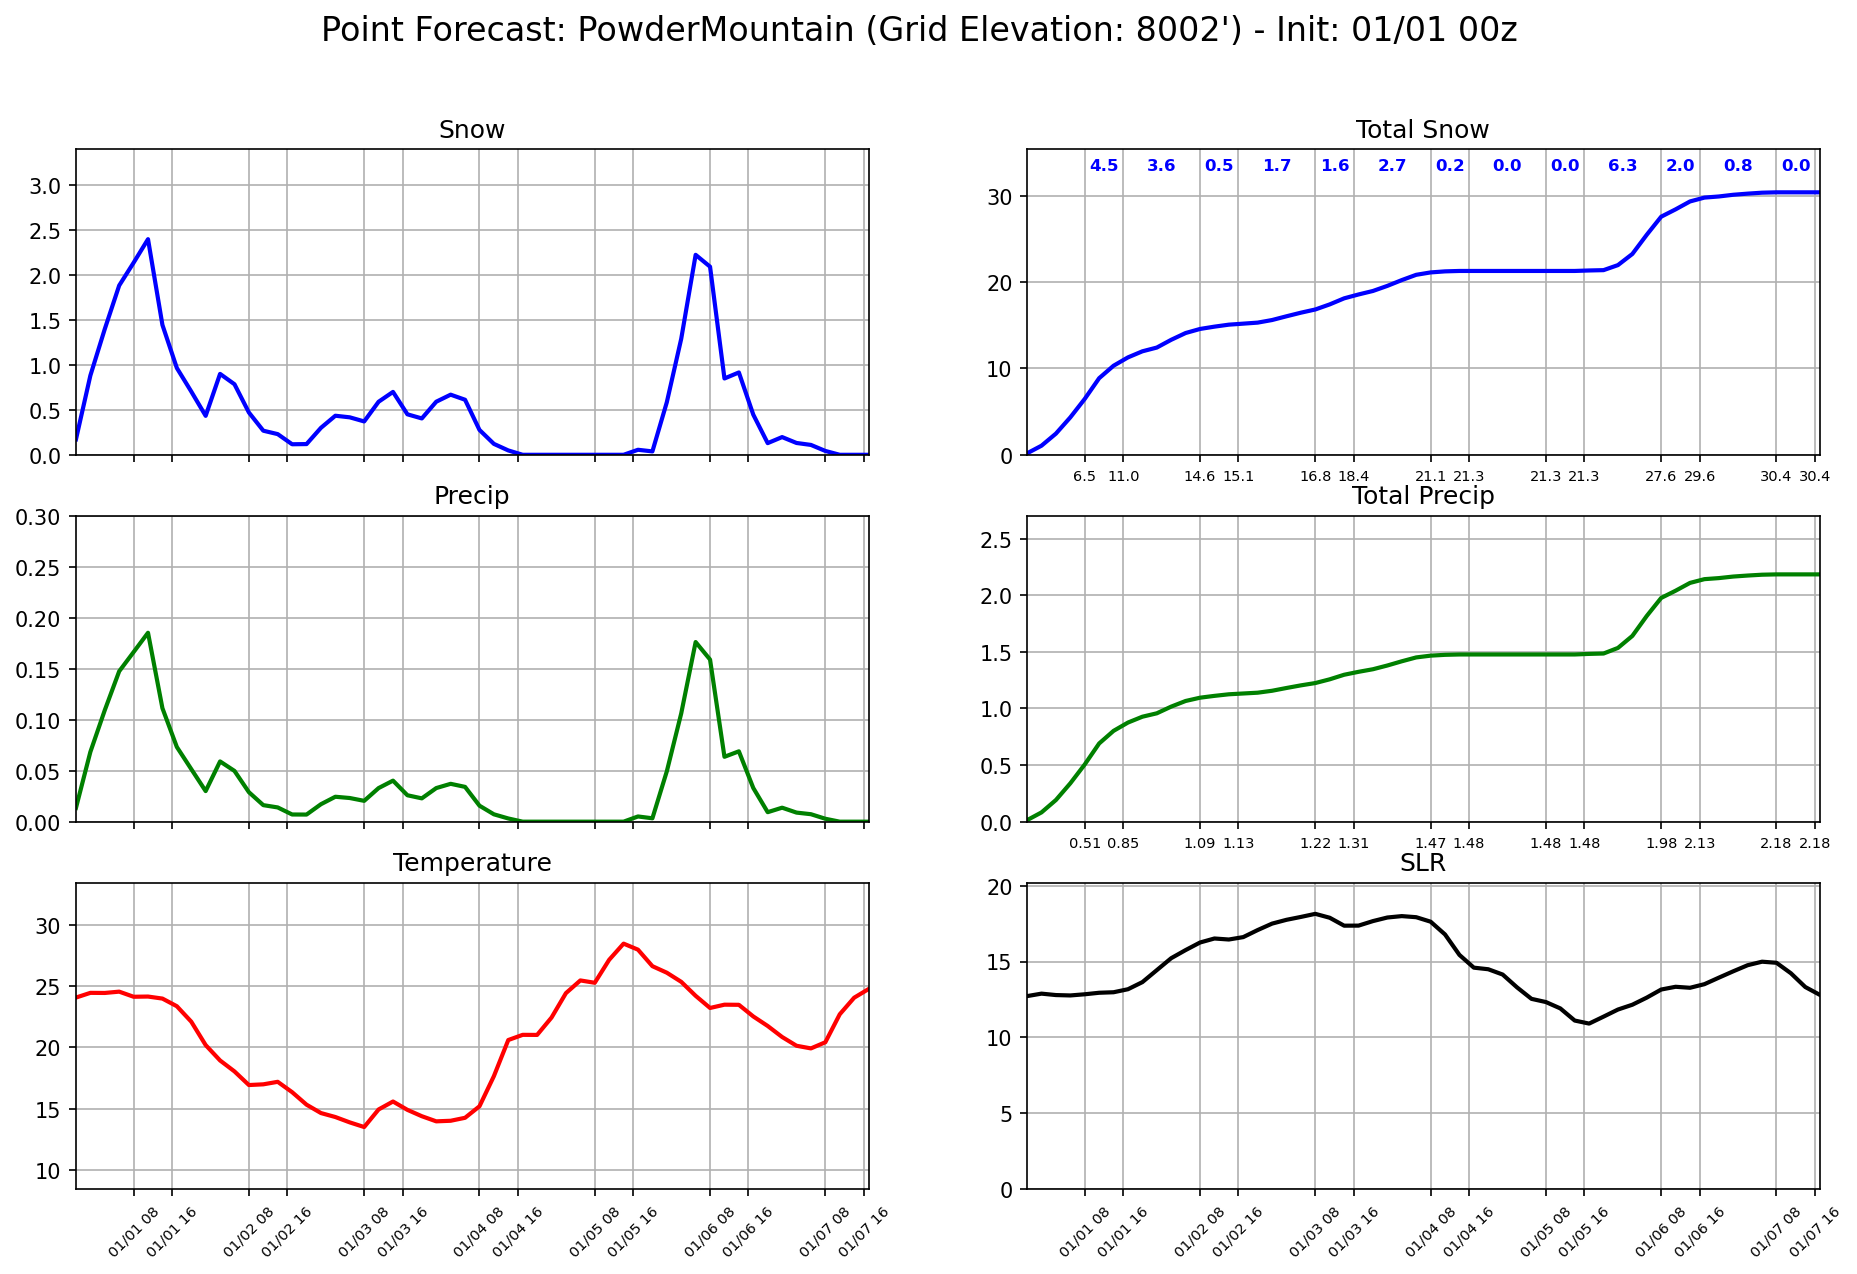 Point Forecast: PowderMountain (Grid Elevation: 8002') - Init: 01/01 00z
Snow
3.0
2.5
2.0
1.5
1.0
0.5
0.0
Total Snow
4.5 3.6 0.5 1.7 1.6 2.7 0.2 0.0 0.0 6.3 2.0 0.8 0.0
30
20
10
0
6.5 11.0 14.6 15.1 16.8 18.4 21.1 21.3 21.3 21.3 27.6 29.6 30.4 30.4
Precip
0.30
0.25
0.20
0.15
0.10
0.05
0.00
Total Precip
2.5
2.0
1.5
1.0
0.5
0.0
0.51 0.85 1.09 1.13 1.22 1.31 1.47 1.48 1.48 1.48 1.98 2.13 2.18 2.18
Temperature
30
25
20
15
10
01/01 08 01/01 16 01/02 08 01/02 16 01/03 08 01/03 16 01/04 08 01/04 16 01/05 08 01/05 16 01/06 08 01/06 16 01/07 08 01/07 16
SLR
20
15
10
5
0
01/01 08 01/01 16 01/02 08 01/02 16 01/03 08 01/03 16 01/04 08 01/04 16 01/05 08 01/05 16 01/06 08 01/06 16 01/07 08 01/07 16